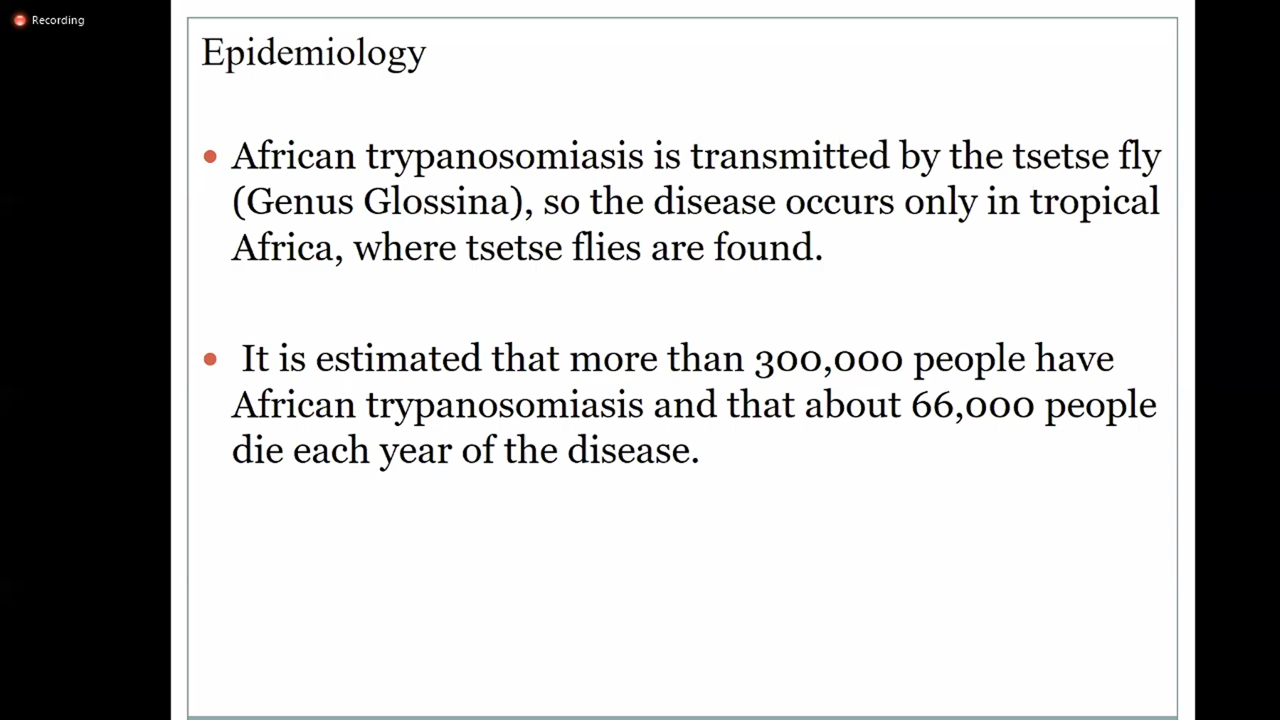 Recording
Epidemiology
• African trypanosomiasis is transmitted by the tsetse fly
(Genus Glossina), so the disease occurs only in tropical
Africa, where tsetse flies are found.
• It is estimated that more than 300,000 people have
African trypanosomiasis and that about 66,000 people
die each year of the disease.